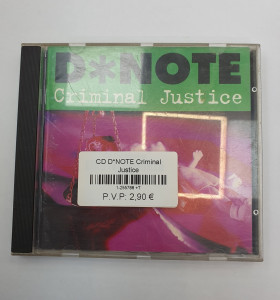 D*NOTE
Criminal Justice
CD D*NOTE Criminal
Justice
P.V.P: 2,90 €